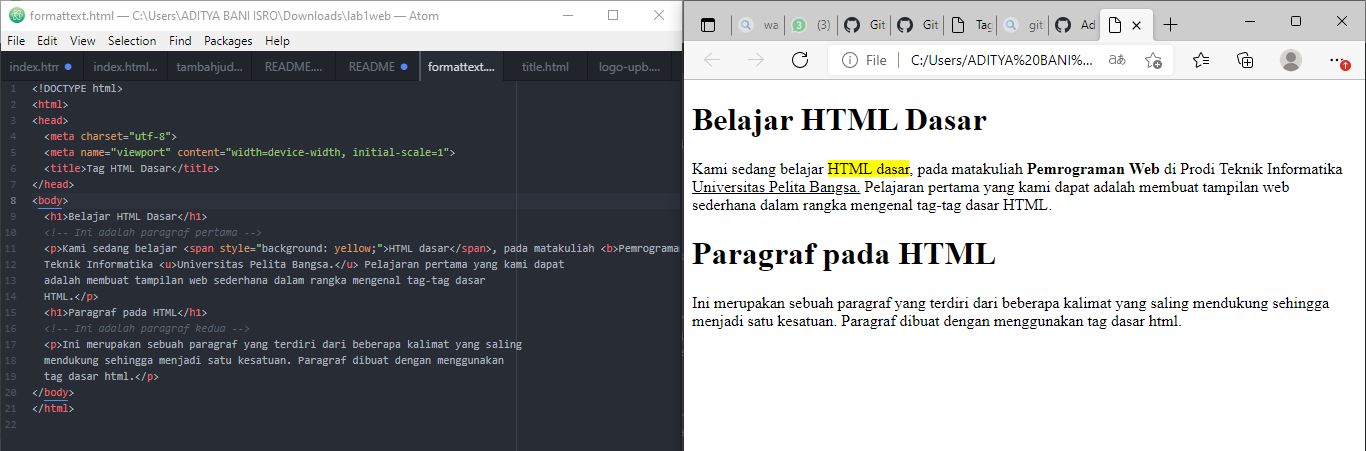 formattext.html — C:\Users\ADITYA BANI ISRO\Downloads\lab1web — Atom
File Edit View Selection Find Packages Help
index.htm index.html... tambahjud... README.... README formattext.... title.html logo-upb....
1 <!DOCTYPE html>
2 <html>
3 <head>
4 <meta charset="utf-8">
5 <meta name="viewport" content="width=device-width, initial-scale=1">
6 <title>Tag HTML Dasar</title>
7 </head>
8 <body>
9 <h1>Belajar HTML Dasar</h1>
10 <!-- Ini adalah paragraf pertama -->
11 <p>Kami sedang belajar <span style="background: yellow;">HTML dasar</span>, pada matakuliah <b>Pemrograma
12 Teknik Informatika <u>Universitas Pelita Bangsa.</u> Pelajaran pertama yang kami dapat
13 adalah membuat tampilan web sederhana dalam rangka mengenal tag-tag dasar
14 HTML.</p>
15 <h1>Paragraf pada HTML</h1>
16 <!-- Ini adalah paragraf kedua -->
17 <p>Ini merupakan sebuah paragraf yang terdiri dari beberapa kalimat yang saling
18 mendukung sehingga menjadi satu kesatuan. Paragraf dibuat dengan menggunakan
19 tag dasar html.</p>
20 </body>
21 </html>
22
wa 3 (3) Git Git Tag git Ad
File C:/Users/ADITYA%20BANI%... aあ
Belajar HTML Dasar
Kami sedang belajar HTML dasar, pada matakuliah Pemrograman Web di Prodi Teknik Informatika
Universitas Pelita Bangsa. Pelajaran pertama yang kami dapat adalah membuat tampilan web
sederhana dalam rangka mengenal tag-tag dasar HTML.
Paragraf pada HTML
Ini merupakan sebuah paragraf yang terdiri dari beberapa kalimat yang saling mendukung sehingga
menjadi satu kesatuan. Paragraf dibuat dengan menggunakan tag dasar html.